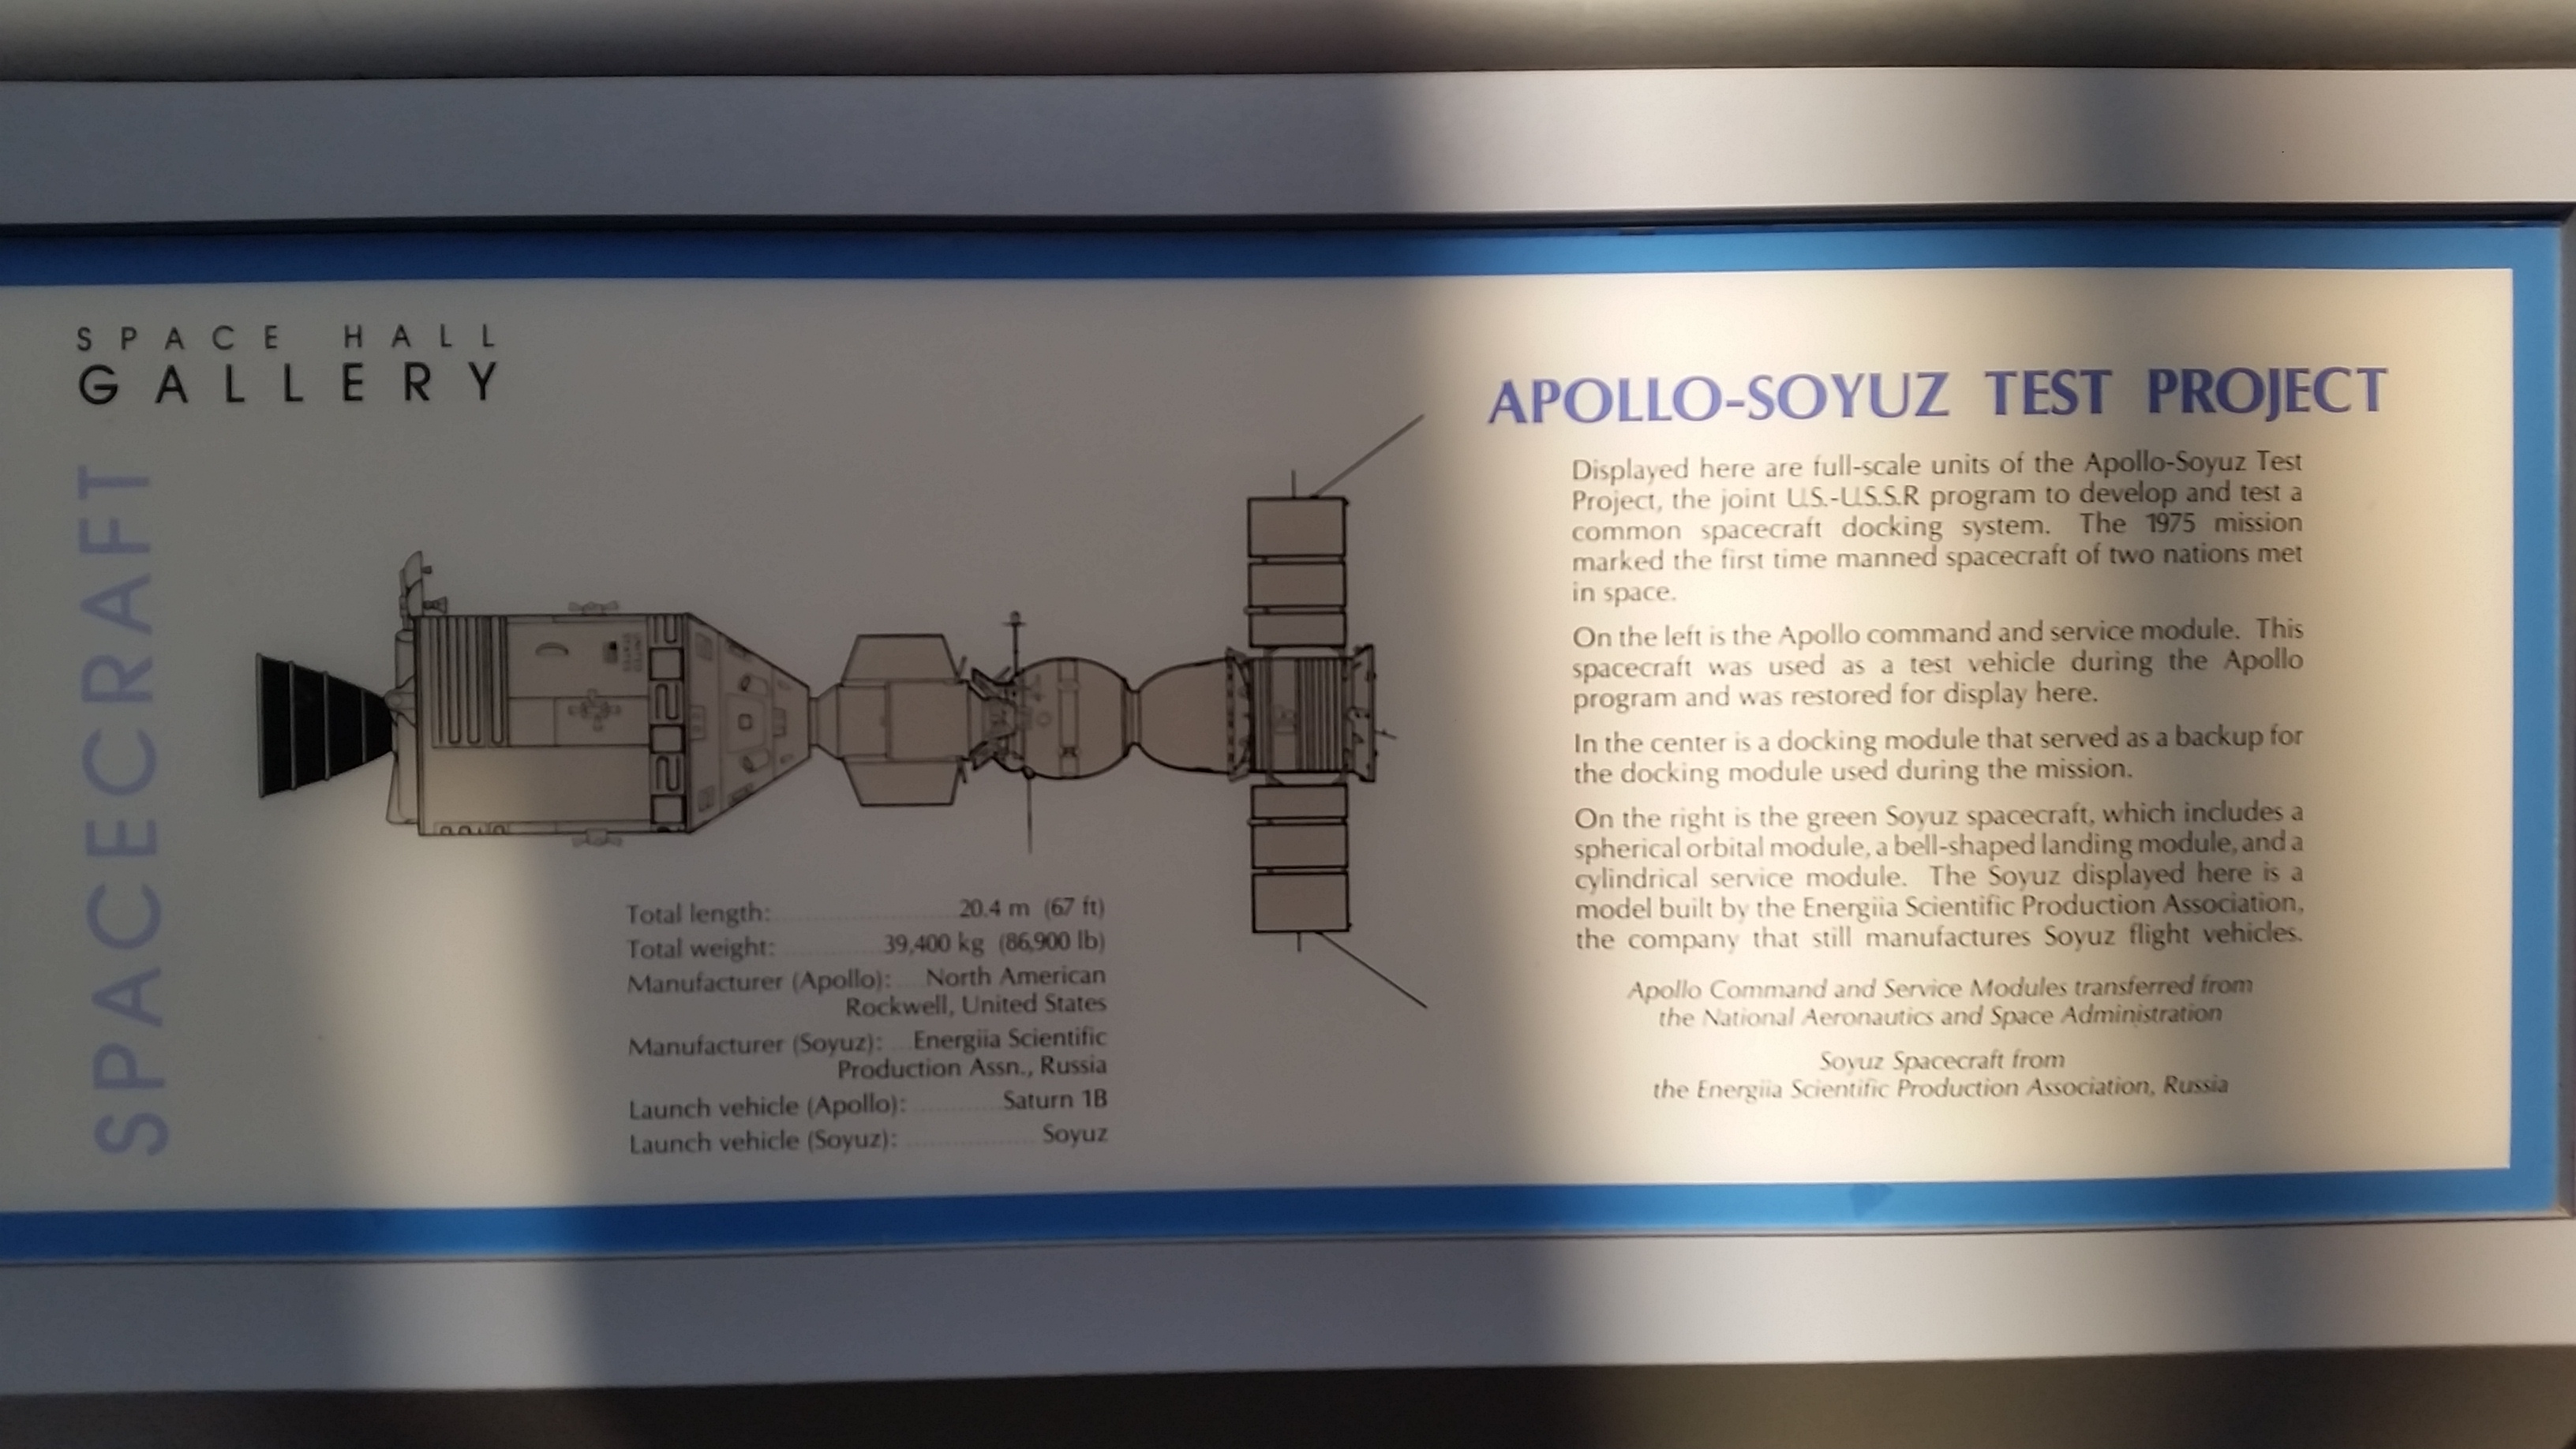 SPACE HALL
GALLERY
SPACECRAFT
Total length: 20.4 m (67 ft)
Total weight: 39,400 kg (86,900 lb)
Manufacturer (Apollo): North American
Rockwell, United States
Manufacturer (Soyuz): Energiia Scientific
Production Assn., Russia
Launch vehicle (Apollo): Saturn 1B
Launch vehicle (Soyuz): Soyuz
APOLLO-SOYUZ TEST PROJECT
Displayed here are full-scale units of the Apollo-Soyuz Test
Project, the joint U.S.-U.S.S.R program to develop and test a
common spacecraft docking system. The 1975 mission
marked the first time manned spacecraft of two nations met
in space.
On the left is the Apollo command and service module. This
spacecraft was used as a test vehicle during the Apollo
program and was restored for display here.
In the center is a docking module that served as a backup for
the docking module used during the mission.
On the right is the green Soyuz spacecraft, which includes a
spherical orbital module, a bell-shaped landing module, and a
cylindrical service module. The Soyuz displayed here is a
model built by the Energiia Scientific Production Association,
the company that still manufactures Soyuz flight vehicles.
Apollo Command and Service Modules transferred from
the National Aeronautics and Space Administration
Soyuz Spacecraft from
the Energiia Scientific Production Association, Russia